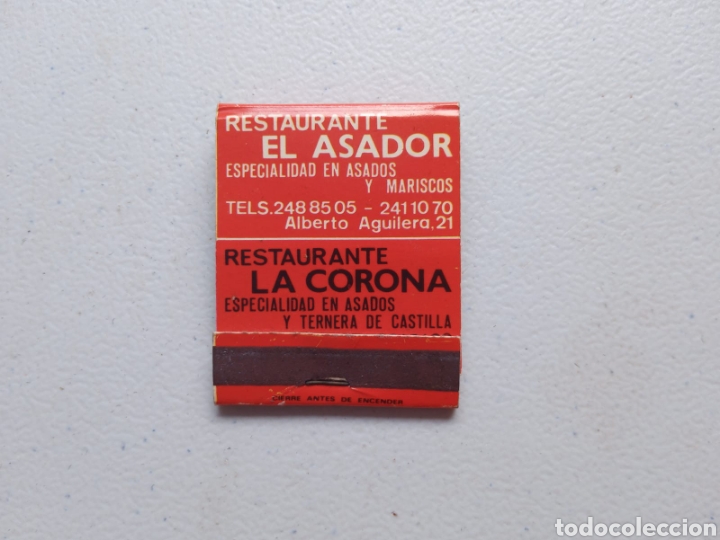 RESTAURANTE
EL ASADOR
ESPECIALIDAD EN ASADOS
Y MARISCOS
TELS. 248 85 05 - 241 10 70
Alberto Aguilera, 21
RESTAURANTE
LA CORONA
ESPECIALIDAD EN ASADOS
Y TERNERA DE CASTILLA
CIERRE ANTES DE ENCENDER
todocoleccion